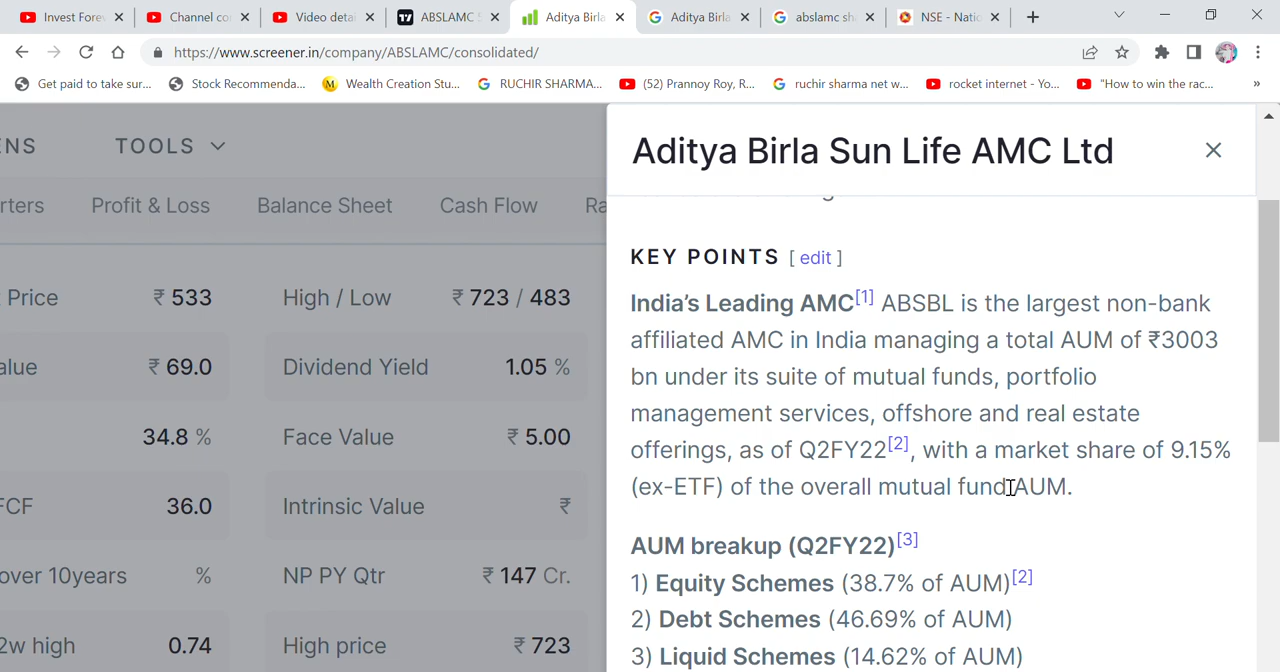 Invest Forev
Channel co
Video detai
ABSLAMC S
Aditya Birla
Aditya Birla
abslamc sh
NSE - Natio
https://www.screener.in/company/ABSLAMC/consolidated/
Get paid to take sur...
Stock Recommenda...
Wealth Creation Stu...
RUCHIR SHARMA...
(52) Prannoy Roy, R...
ruchir sharma net w...
rocket internet - Yo...
"How to win the rac...
»
ENS
TOOLS
rters
Profit & Loss
Balance Sheet
Cash Flow
Ra
Price ₹ 533
High / Low ₹ 723 / 483
alue ₹ 69.0
Dividend Yield 1.05 %
34.8 %
Face Value ₹ 5.00
FCF 36.0
Intrinsic Value ₹
over 10years %
NP PY Qtr ₹ 147 Cr.
2w high 0.74
High price ₹ 723
Aditya Birla Sun Life AMC Ltd
KEY POINTS [ edit ]
India's Leading AMC[1] ABSBL is the largest non-bank
affiliated AMC in India managing a total AUM of ₹3003
bn under its suite of mutual funds, portfolio
management services, offshore and real estate
offerings, as of Q2FY22[2], with a market share of 9.15%
(ex-ETF) of the overall mutual fund AUM.
AUM breakup (Q2FY22)[3]
1) Equity Schemes (38.7% of AUM)[2]
2) Debt Schemes (46.69% of AUM)
3) Liquid Schemes (14.62% of AUM)